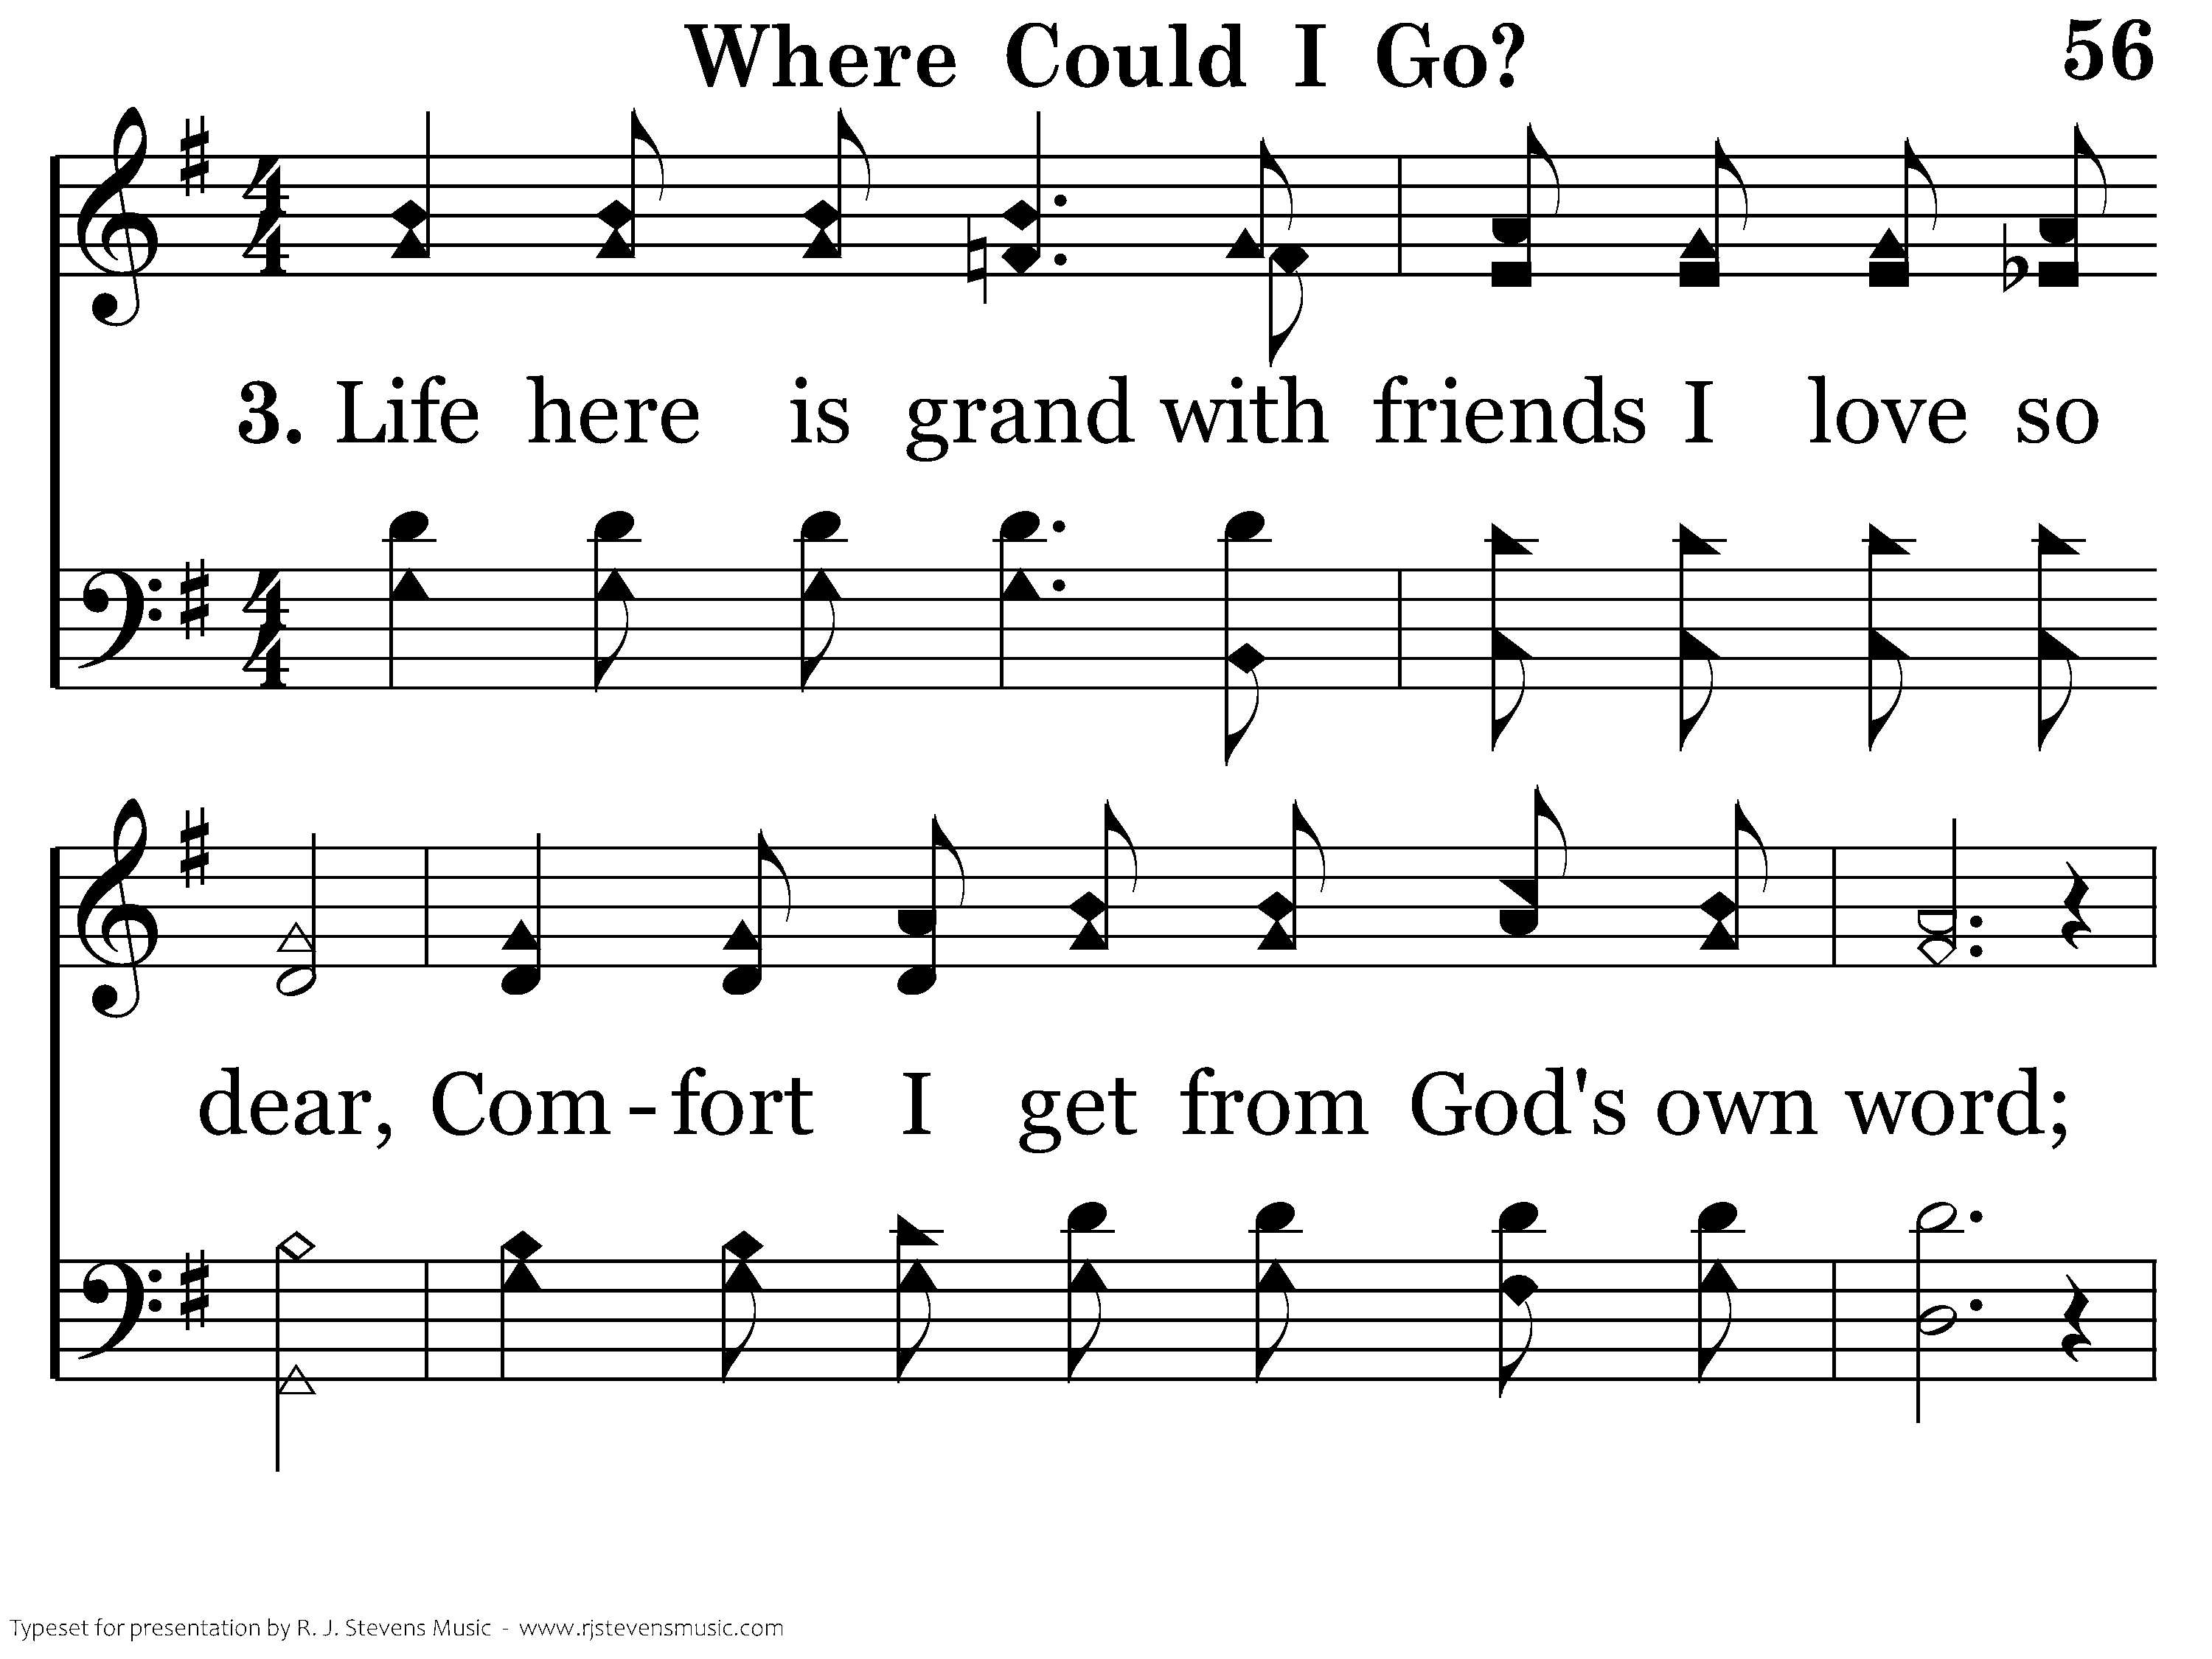 Where Could I Go? 56
3. Life here is grand with friends I love so
dear, Com - fort I get from God's own word;
Typeset for presentation by R. J. Stevens Music - www.rjstevensmusic.com